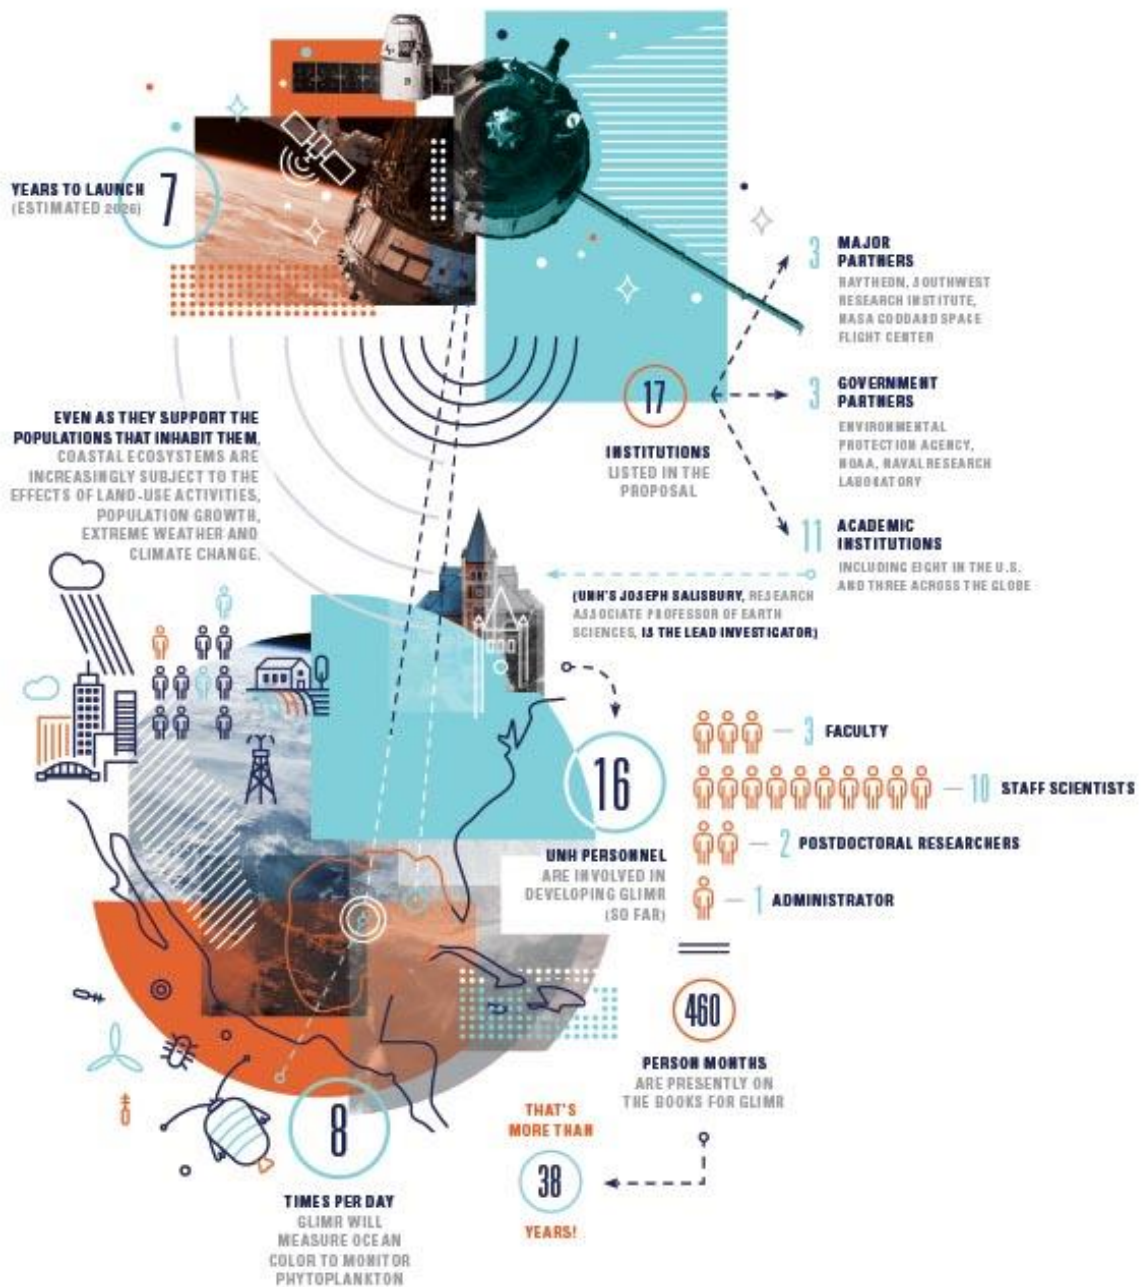 YEARS TO LAUNCH
(ESTIMATED 2026)
7
3
MAJOR
PARTNERS
RAYTHEON, SOUTHWEST
RESEARCH INSTITUTE,
NASA GODDARD SPACE
FLIGHT CENTER
17
INSTITUTIONS
LISTED IN THE
PROPOSAL
3
GOVERNMENT
PARTNERS
ENVIRONMENTAL
PROTECTION AGENCY,
NOAA, NAVAL RESEARCH
LABORATORY
11
ACADEMIC
INSTITUTIONS
INCLUDING EIGHT IN THE U.S.
AND THREE ACROSS THE GLOBE
EVEN AS THEY SUPPORT THE
POPULATIONS THAT INHABIT THEM,
COASTAL ECOSYSTEMS ARE
INCREASINGLY SUBJECT TO THE
EFFECTS OF LAND-USE ACTIVITIES,
POPULATION GROWTH,
EXTREME WEATHER AND
CLIMATE CHANGE.
(UNH'S JOSEPH SALISBURY, RESEARCH
ASSOCIATE PROFESSOR OF EARTH
SCIENCES, IS THE LEAD INVESTIGATOR)
16
UNH PERSONNEL
ARE INVOLVED IN
DEVELOPING GLIMR
(SO FAR)
3 FACULTY
10 STAFF SCIENTISTS
2 POSTDOCTORAL RESEARCHERS
1 ADMINISTRATOR
460
PERSON MONTHS
ARE PRESENTLY ON
THE BOOKS FOR GLIMR
THAT'S
MORE THAN
38
YEARS!
8
TIMES PER DAY
GLIMR WILL
MEASURE OCEAN
COLOR TO MONITOR
PHYTOPLANKTON